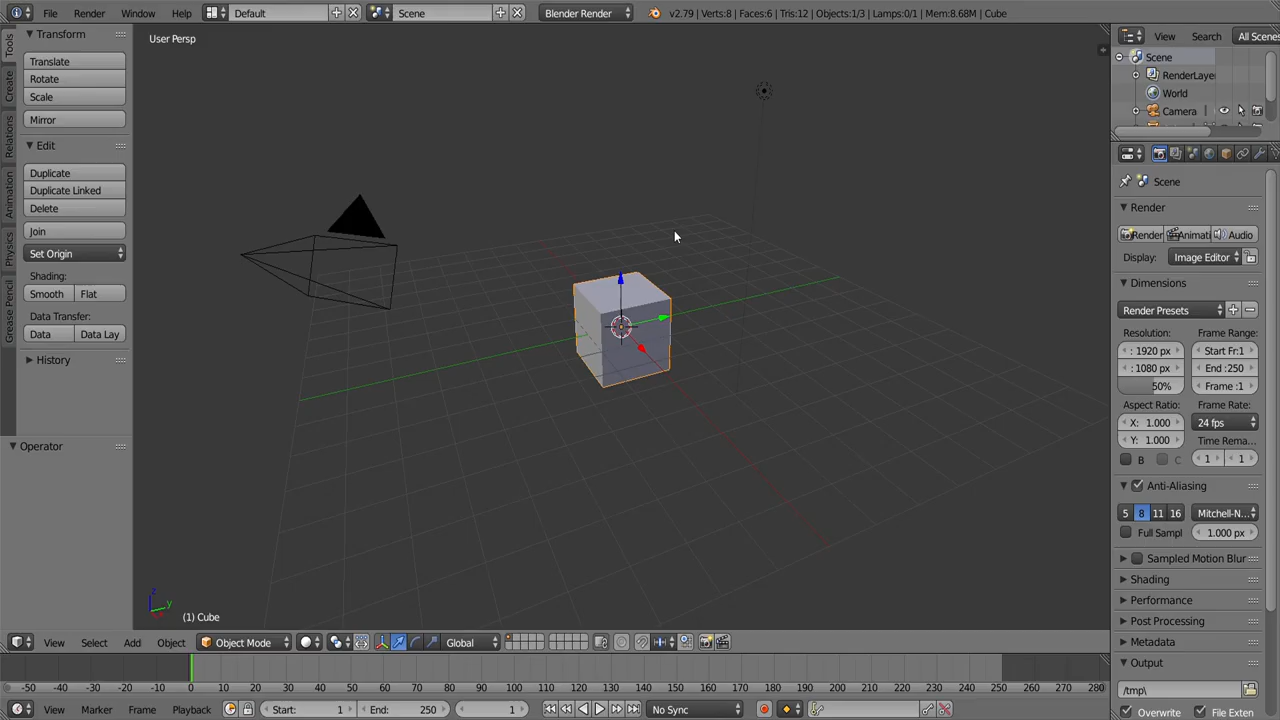 File Render Window Help Default Scene Blender Render v2.79 | Verts:8 | Faces:6 | Tris:12 | Objects:1/3 | Lamps:0/1 | Mem:8.68M | Cube
Tools
Create
Relations
Animation
Physics
Grease Pencil
Transform
Translate
Rotate
Scale
Mirror
Edit
Duplicate
Duplicate Linked
Delete
Join
Set Origin
Shading:
Smooth Flat
Data Transfer:
Data Data Lay
History
Operator
User Persp
z
y
(1) Cube
View Search All Scenes
Scene
RenderLaye
World
Camera
Scene
Render
Render Animati Audio
Display: Image Editor
Dimensions
Render Presets
Resolution: Frame Range:
: 1920 px Start Fr:1
: 1080 px End :250
50% Frame :1
Aspect Ratio: Frame Rate:
X: 1.000 24 fps
Y: 1.000 Time Rema...
B C 1 1
Anti-Aliasing
5 8 11 16 Mitchell-N...
Full Sampl 1.000 px
Sampled Motion Blur
Shading
Performance
Post Processing
Metadata
Output
/tmp\
Overwrite File Exten
View Select Add Object Object Mode Global
-50 -40 -30 -20 -10 0 10 20 30 40 50 60 70 80 90 100 110 120 130 140 150 160 170 180 190 200 210 220 230 240 250 260 270 280
View Marker Frame Playback Start: 1 End: 250 1 No Sync